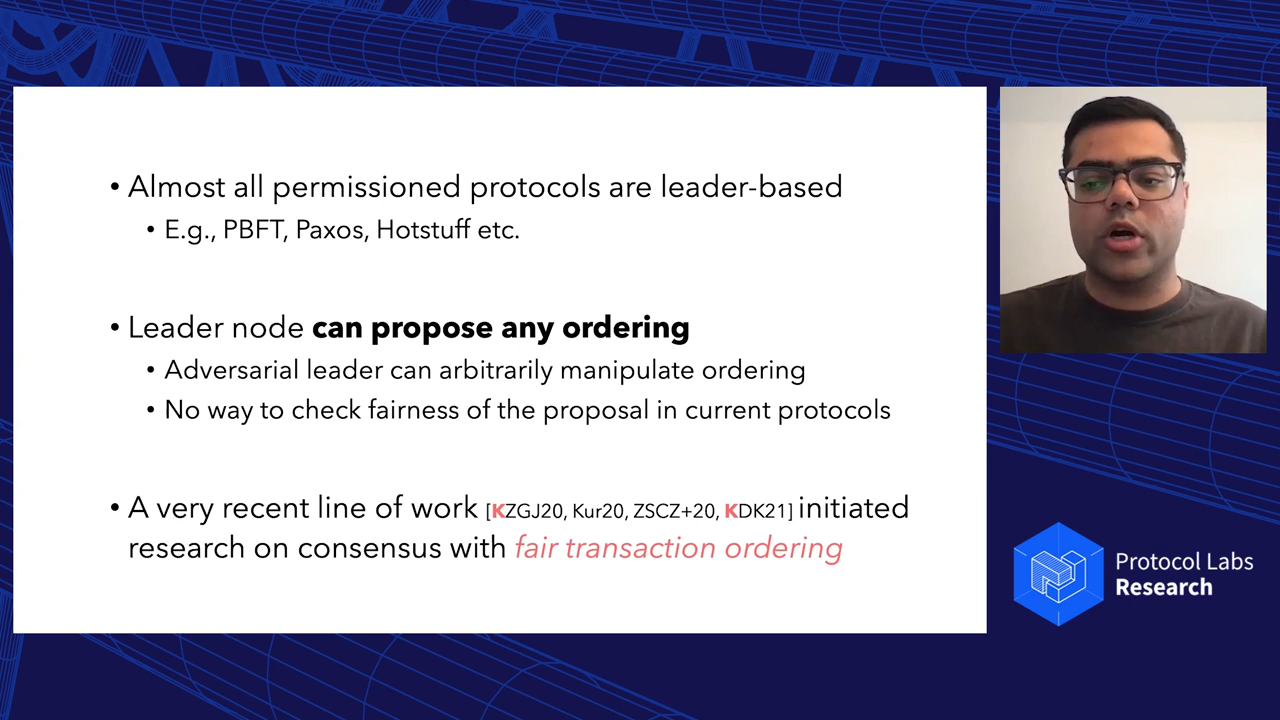 • Almost all permissioned protocols are leader-based
• E.g., PBFT, Paxos, Hotstuff etc.
• Leader node can propose any ordering
• Adversarial leader can arbitrarily manipulate ordering
• No way to check fairness of the proposal in current protocols
• A very recent line of work [KZGJ20, Kur20, ZSCZ+20, KDK21] initiated
research on consensus with fair transaction ordering
Protocol Labs
Research